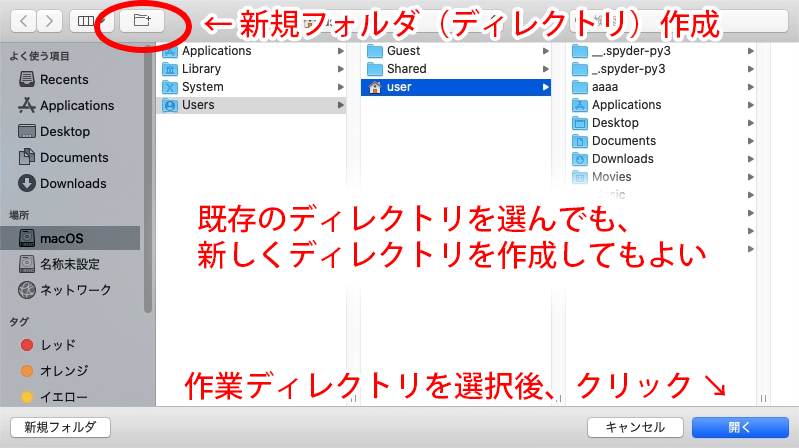 ← 新規フォルダ（ディレクトリ）作成
よく使う項目
Recents
Applications
Desktop
Documents
Downloads
場所
macOS
名称未設定
ネットワーク
タグ
レッド
オレンジ
イエロー
Applications
Library
System
Users
Guest
Shared
user
__.spyder-py3
_.spyder-py3
aaaa
Applications
Desktop
Documents
Downloads
Movies
既存のディレクトリを選んでも、
新しくディレクトリを作成してもよい
作業ディレクトリを選択後、クリック ↘
新規フォルダ
キャンセル
開く